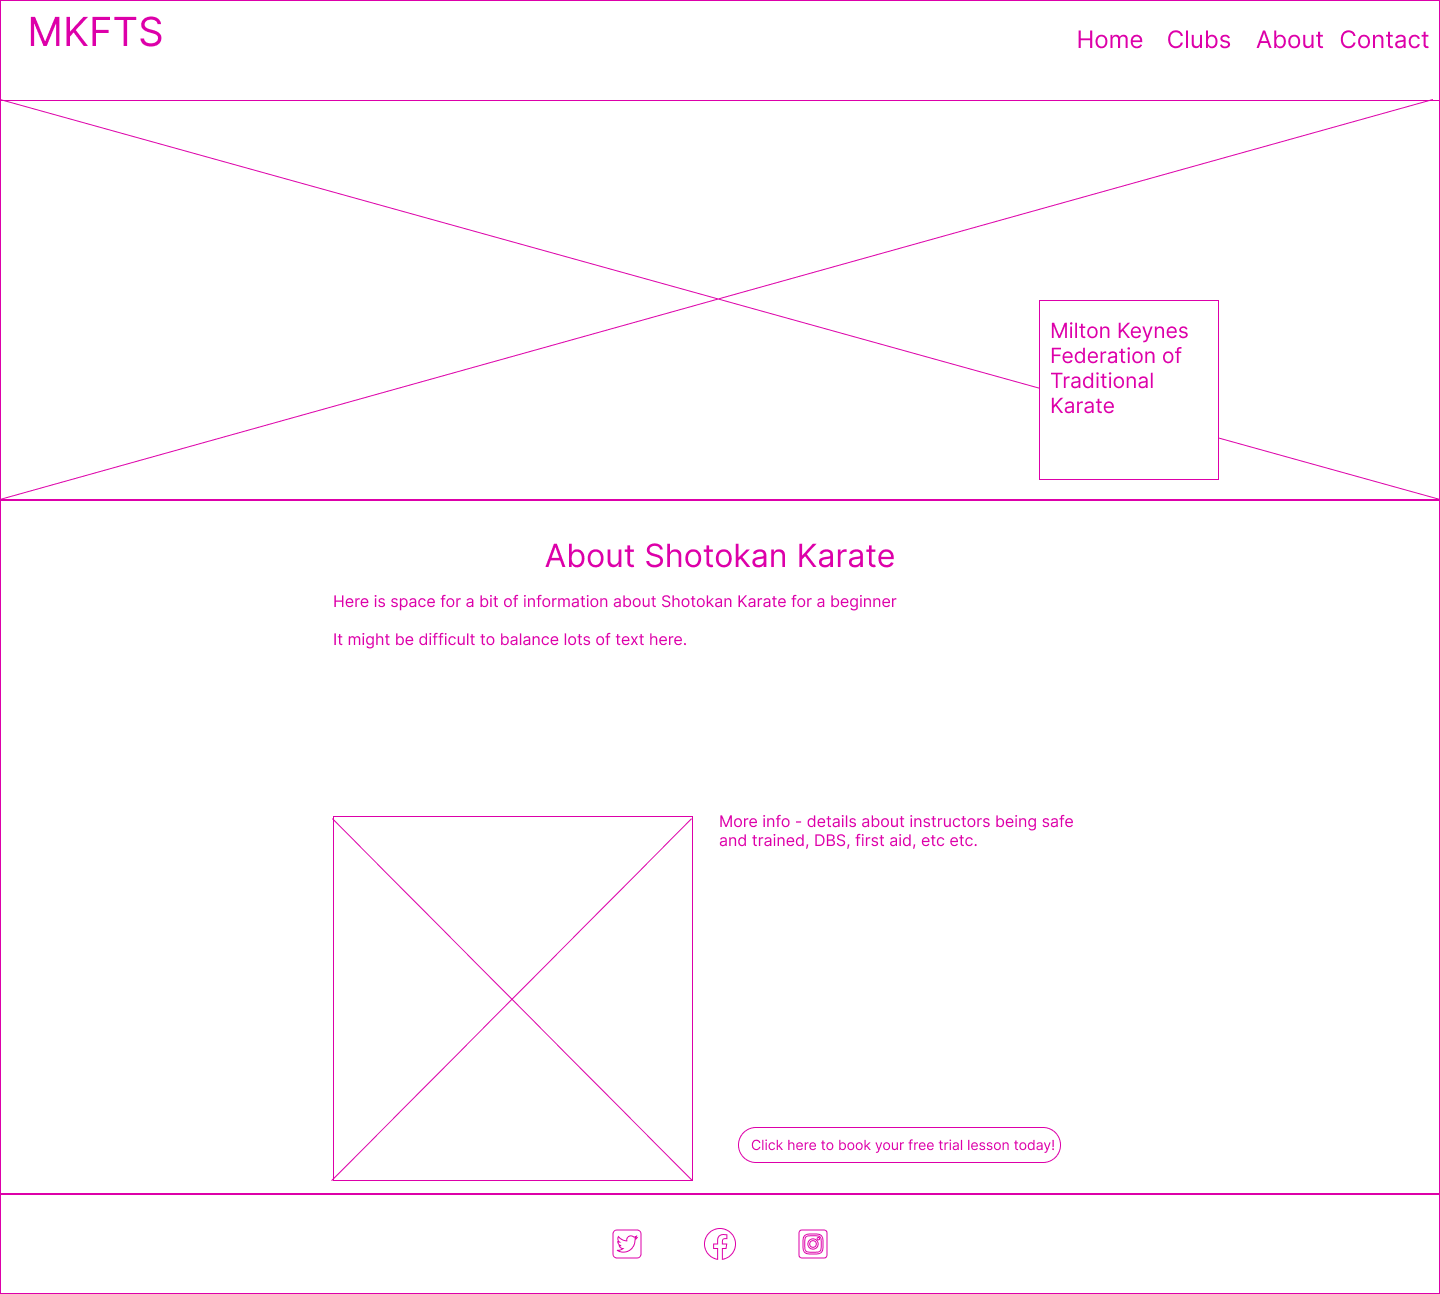 MKFTS
Home Clubs About Contact
Milton Keynes
Federation of
Traditional
Karate
About Shotokan Karate
Here is space for a bit of information about Shotokan Karate for a beginner
It might be difficult to balance lots of text here.
More info - details about instructors being safe
and trained, DBS, first aid, etc etc.
Click here to book your free trial lesson today!